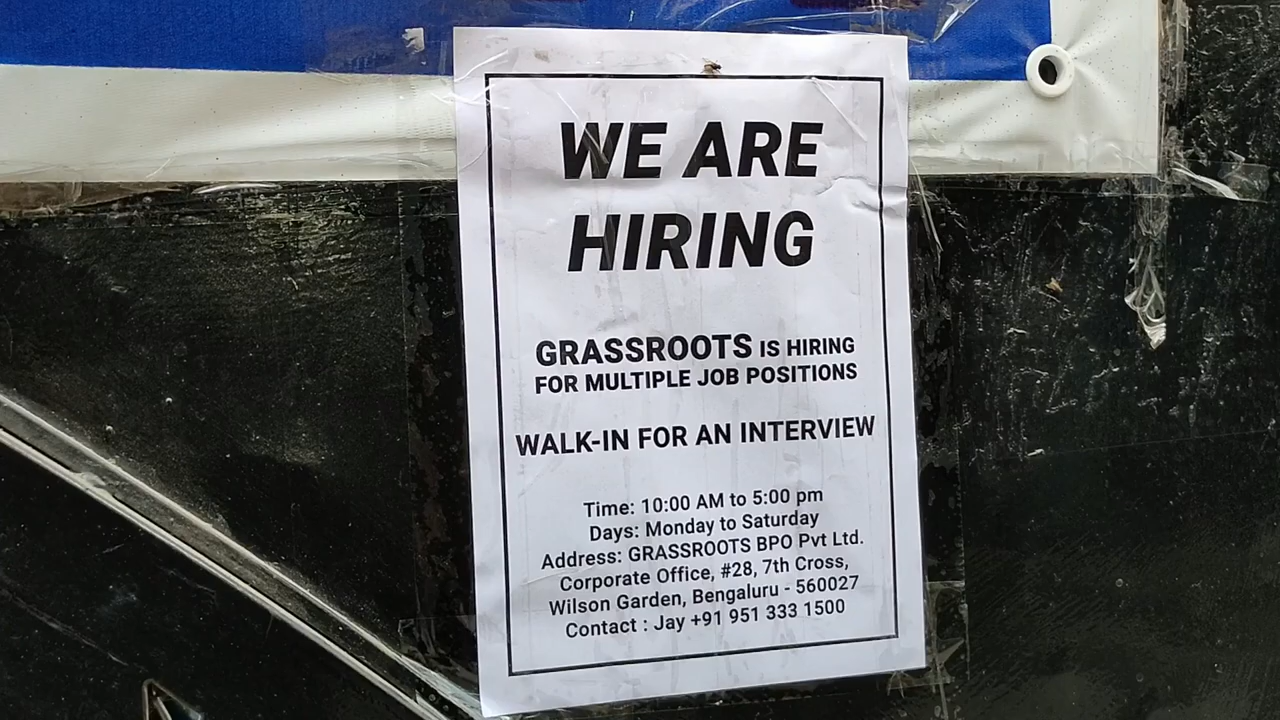 WE ARE
HIRING
GRASSROOTS IS HIRING
FOR MULTIPLE JOB POSITIONS
WALK-IN FOR AN INTERVIEW
Time: 10:00 AM to 5:00 pm
Days: Monday to Saturday
Address: GRASSROOTS BPO Pvt Ltd.
Corporate Office, #28, 7th Cross,
Wilson Garden, Bengaluru - 560027
Contact : Jay +91 951 333 1500